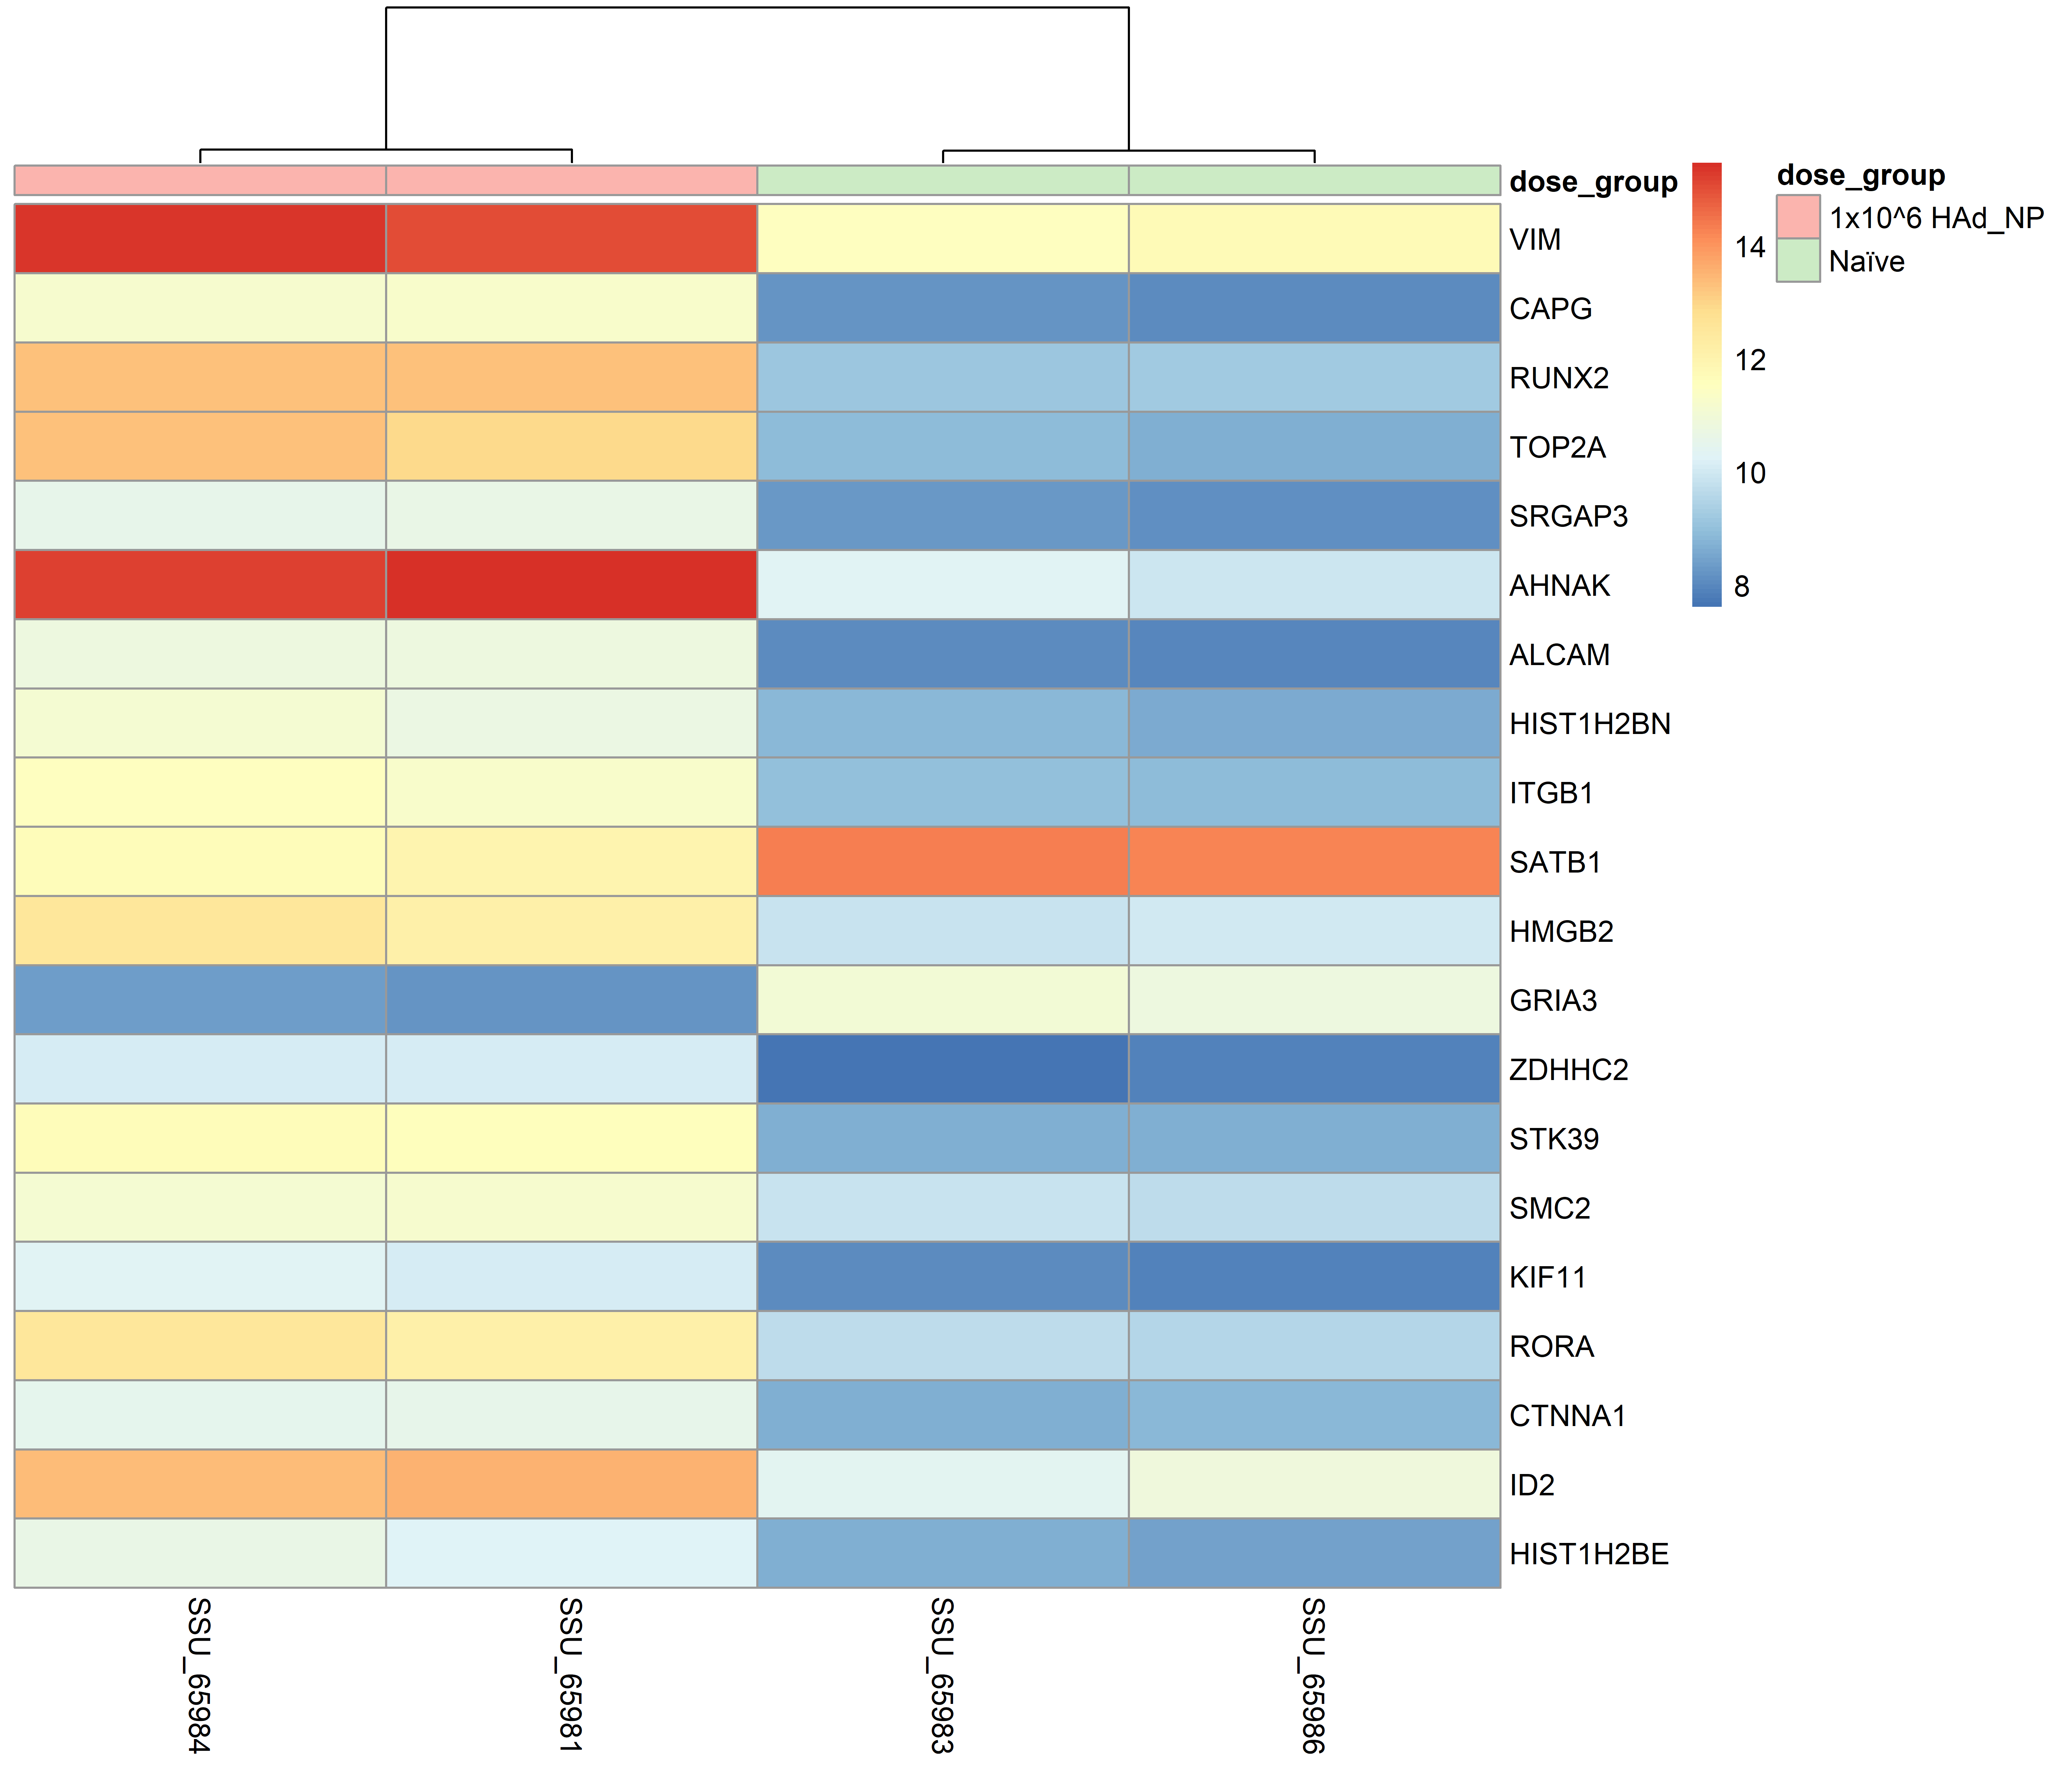 dose_group
VIM
CAPG
RUNX2
TOP2A
SRGAP3
AHNAK
ALCAM
HIST1H2BN
ITGB1
SATB1
HMGB2
GRIA3
ZDHHC2
STK39
SMC2
KIF11
RORA
CTNNA1
ID2
HIST1H2BE
14
12
10
8
dose_group
1x10^6 HAd_NP
Naïve
SSU_65984
SSU_65981
SSU_65983
SSU_65986